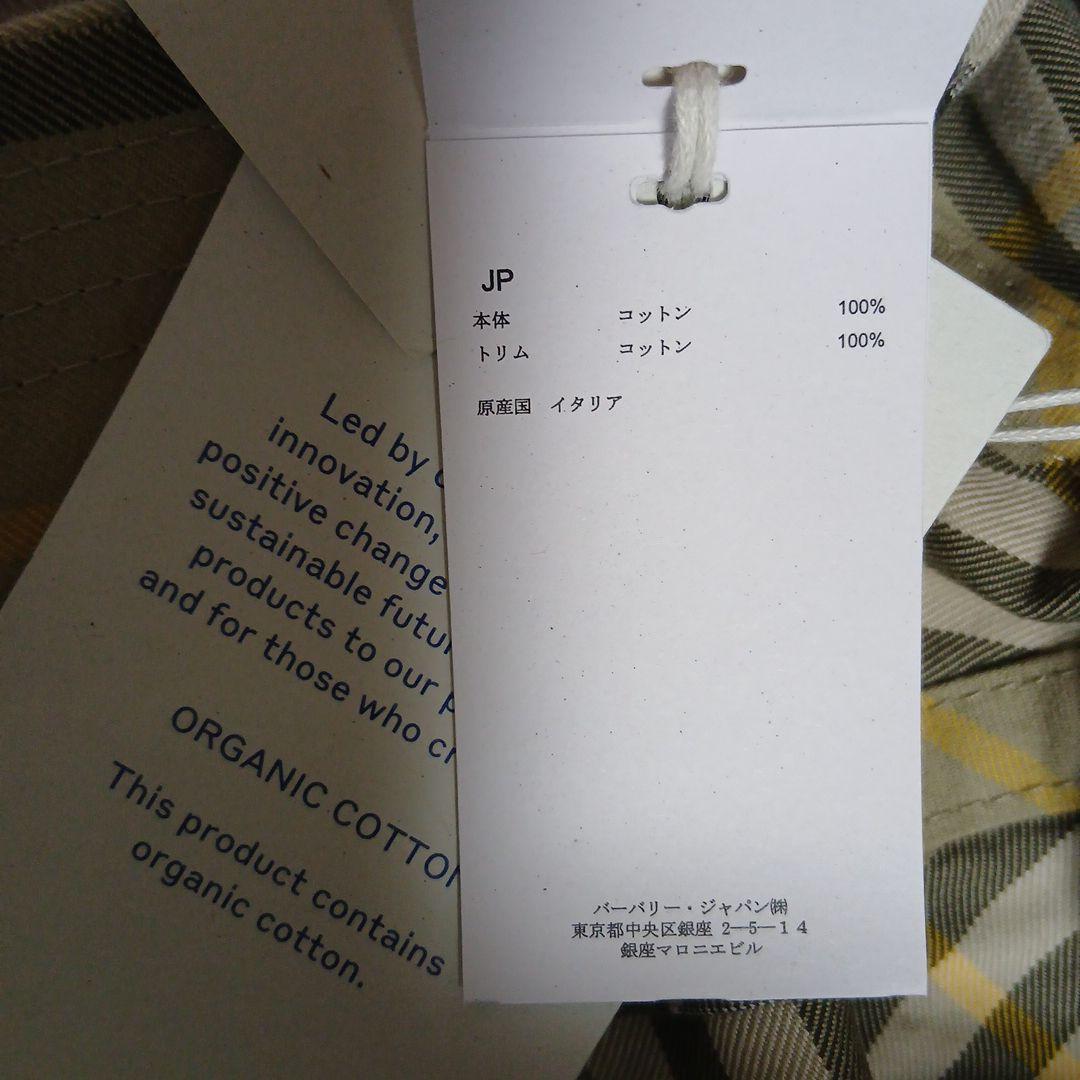 JP
本体 コットン 100%
トリム コットン 100%
原産国 イタリア
バーバリー・ジャパン㈱
東京都中央区銀座 2―5―14
銀座マロニエビル
Led by
innovation,
positive change
sustainable
products to our
and for those who
ORGANIC
This product contains
organic cotton.